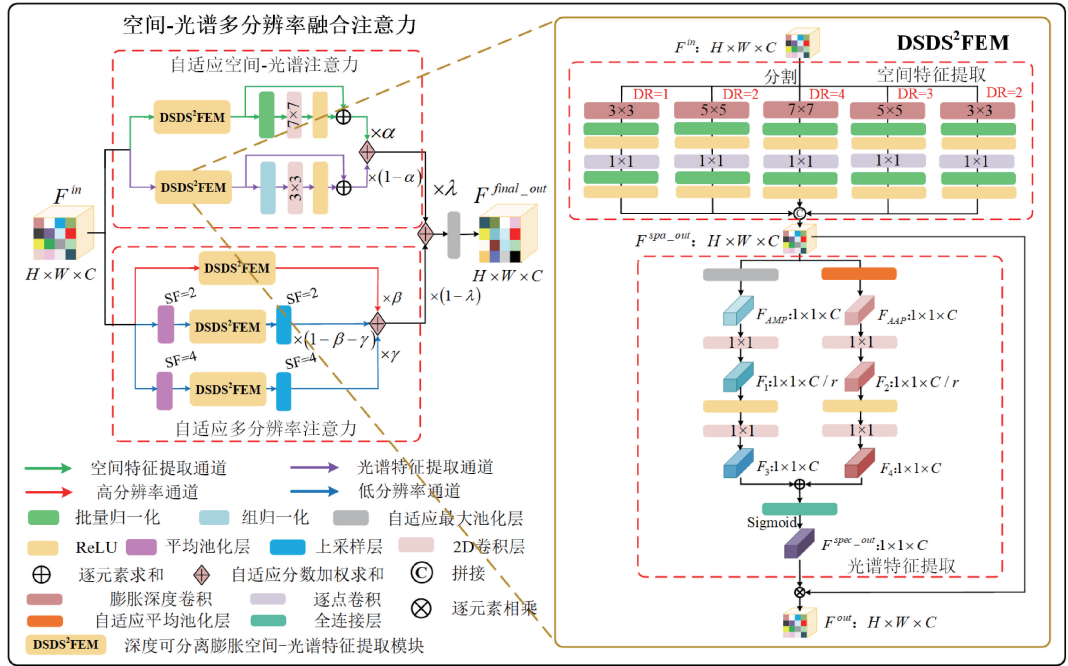 空间-光谱多分辨率融合注意力
自适应空间-光谱注意力
DSDS²FEM
7×7
×α
DSDS²FEM
3×3
×(1−α)
F^in
H×W×C
×λ
F^final_out
H×W×C
×(1−λ)
DSDS²FEM
×β
SF=2
DSDS²FEM
SF=2
×(1−β−γ)
×γ
SF=4
DSDS²FEM
SF=4
自适应多分辨率注意力
空间特征提取通道
光谱特征提取通道
高分辨率通道
低分辨率通道
批量归一化
组归一化
自适应最大池化层
ReLU
平均池化层
上采样层
2D卷积层
逐元素求和
自适应分数加权求和
C
拼接
膨胀深度卷积
逐点卷积
逐元素相乘
自适应平均池化层
全连接层
DSDS²FEM
深度可分离膨胀空间-光谱特征提取模块
F^in: H×W×C
DSDS²FEM
分割
空间特征提取
DR=1
DR=2
DR=4
DR=3
DR=2
3×3
5×5
7×7
5×5
3×3
1×1
1×1
1×1
1×1
1×1
C
F^spa_out: H×W×C
F_AMP:1×1×C
F_AAP:1×1×C
1×1
1×1
F₁:1×1×C/r
F₂:1×1×C/r
1×1
1×1
F₃:1×1×C
F₄:1×1×C
Sigmoid
F^spec_out:1×1×C
光谱特征提取
F^out: H×W×C